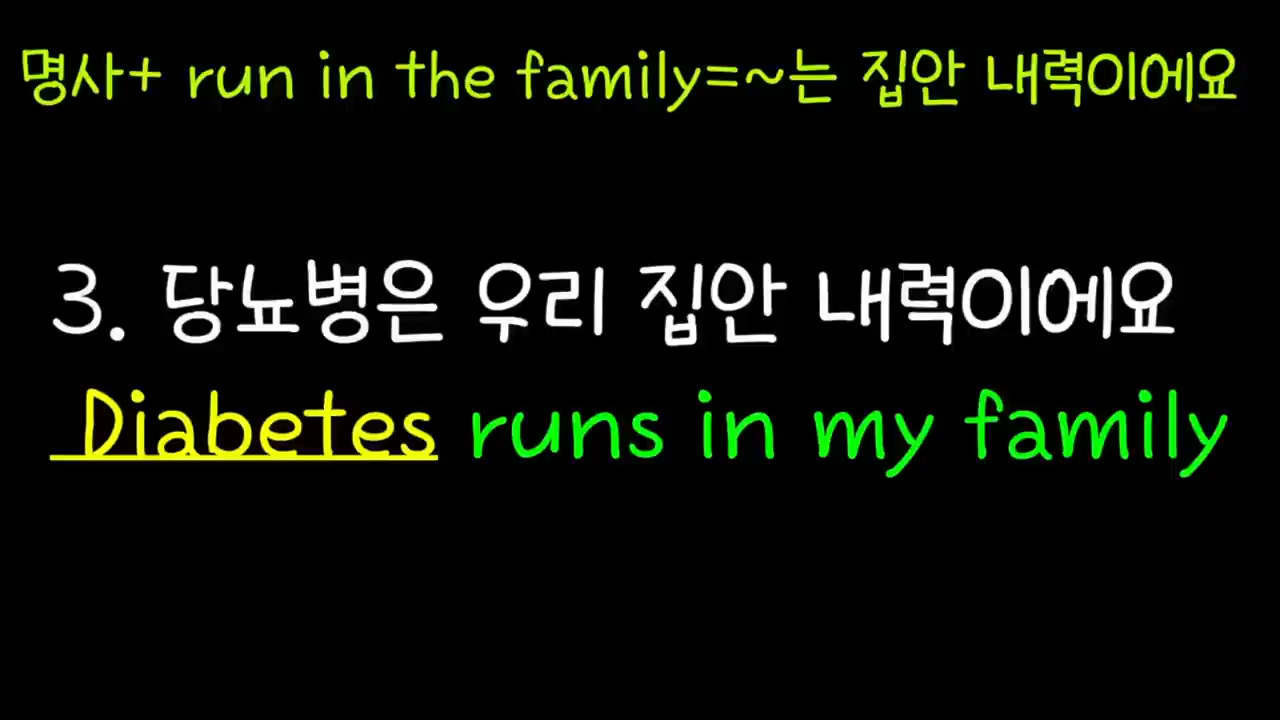 명사+ run in the family=~는 집안 내력이에요
3. 당뇨병은 우리 집안 내력이에요
Diabetes runs in my family